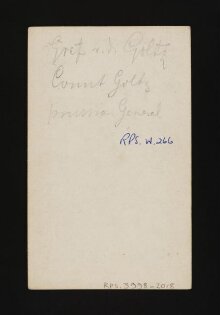 Graf v. d. Goltz
?
Count Goltz
Prussian General
RPS. W. 266
RPS. 3998-2018